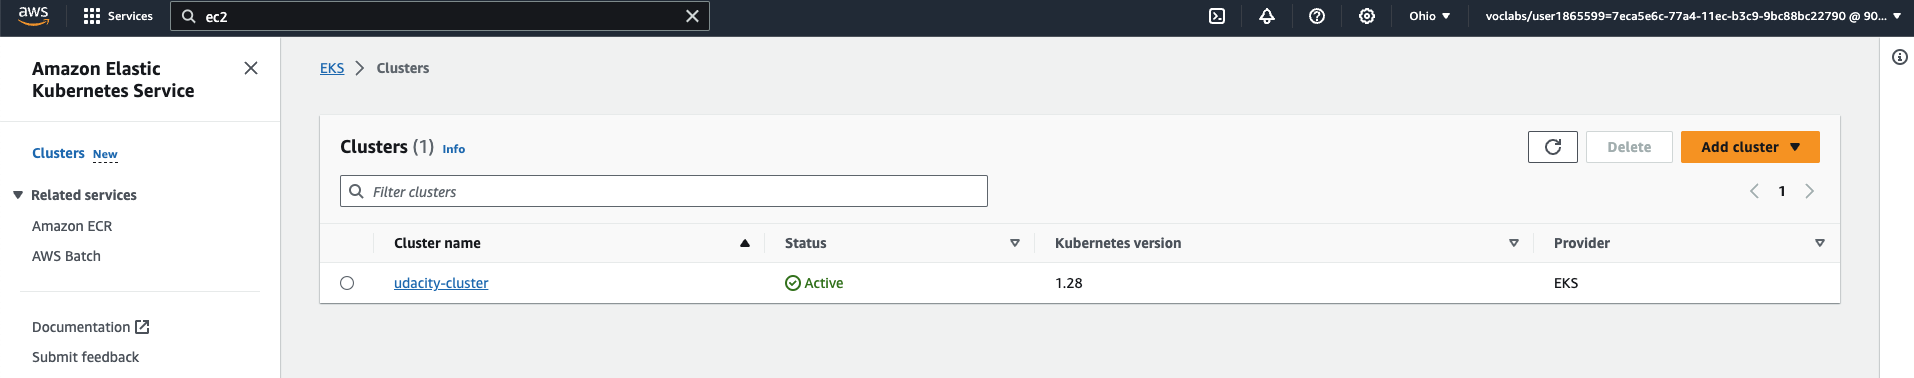 aws Services ec2 Ohio voclabs/user1865599=7eca5e6c-77a4-11ec-b3c9-9bc88bc22790 @ 90...
Amazon Elastic
Kubernetes Service
Clusters New
Related services
Amazon ECR
AWS Batch
Documentation
Submit feedback
EKS Clusters
Clusters (1) Info
Delete Add cluster
Filter clusters
1
Cluster name Status Kubernetes version Provider
udacity-cluster Active 1.28 EKS